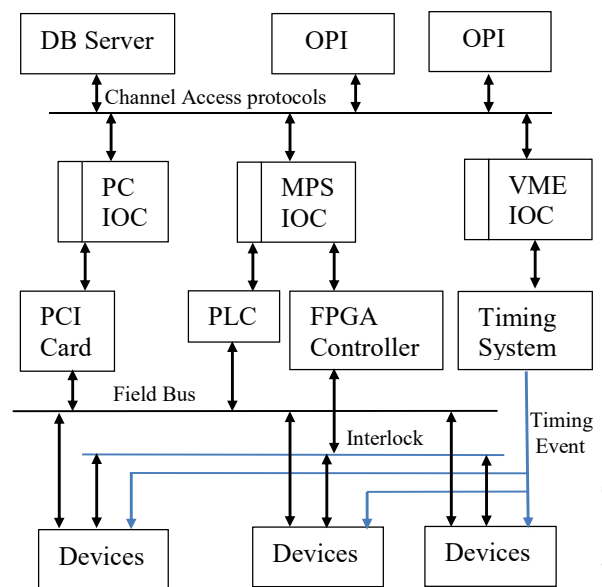 DB Server
OPI
OPI
Channel Access protocols
PC
IOC
MPS
IOC
VME
IOC
PCI
Card
PLC
FPGA
Controller
Timing
System
Field Bus
Timing
Event
Interlock
Devices
Devices
Devices